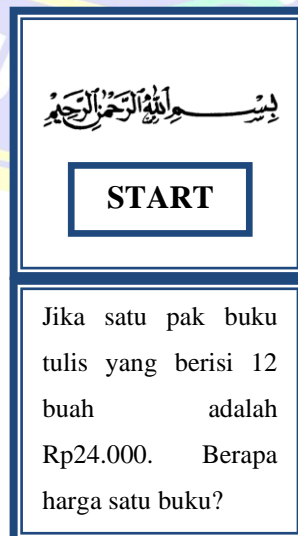 بِسْــــمِ اللهِ الرَّحْمٰنِ الرَّحِيْمِ
START
Jika satu pak buku
tulis yang berisi 12
buah adalah
Rp24.000. Berapa
harga satu buku?